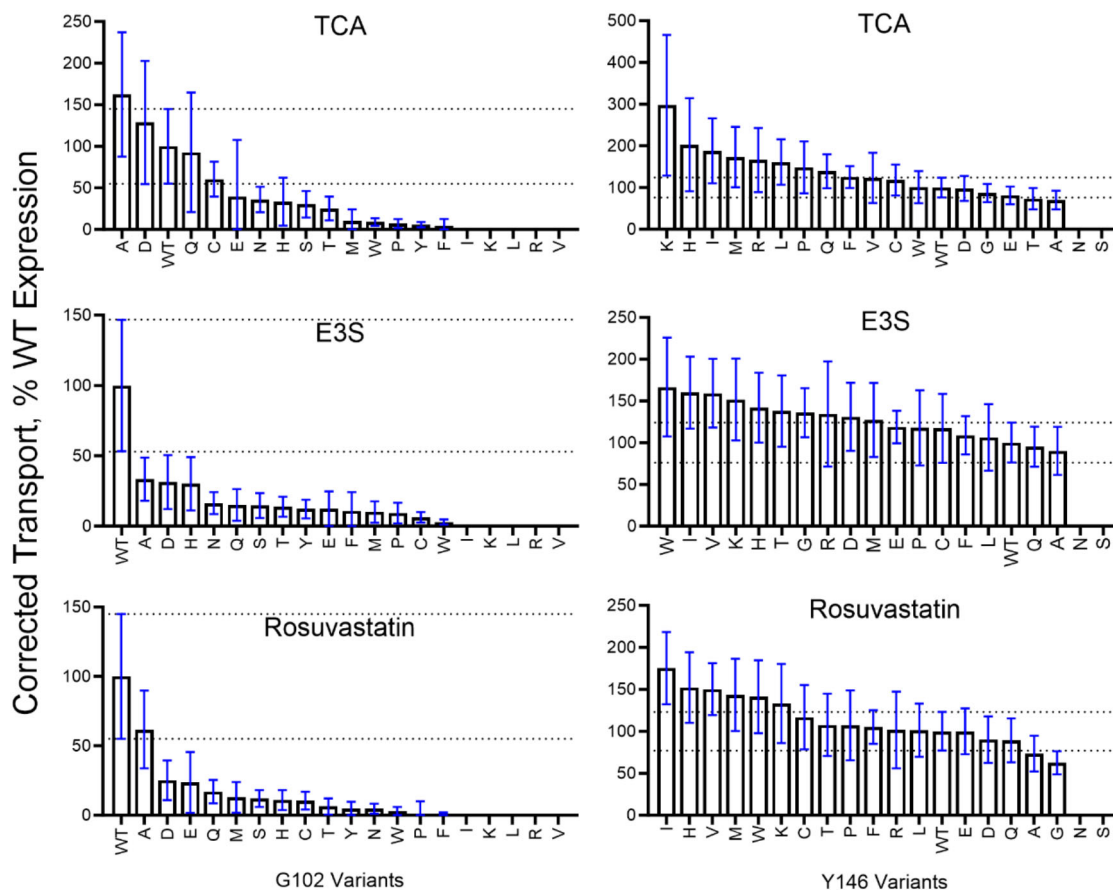 Corrected Transport, % WT Expression
TCA
250
200
150
100
50
0
A D WT Q C E N H S T M W P Y F I K L R V
TCA
500
400
300
200
100
0
K H I M R L P Q F V C W WT D G E T A N S
E3S
150
100
50
0
WT A D H N Q S T Y E F M P C W I K L R V
E3S
250
200
150
100
50
0
W I V K H T G R D M E P C F L WT Q A N S
Rosuvastatin
150
100
50
0
WT A D E Q M S H C T Y N W P F I K L R V
G102 Variants
Rosuvastatin
250
200
150
100
50
0
I H V M W K C T P F R L WT E D Q A G N S
Y146 Variants